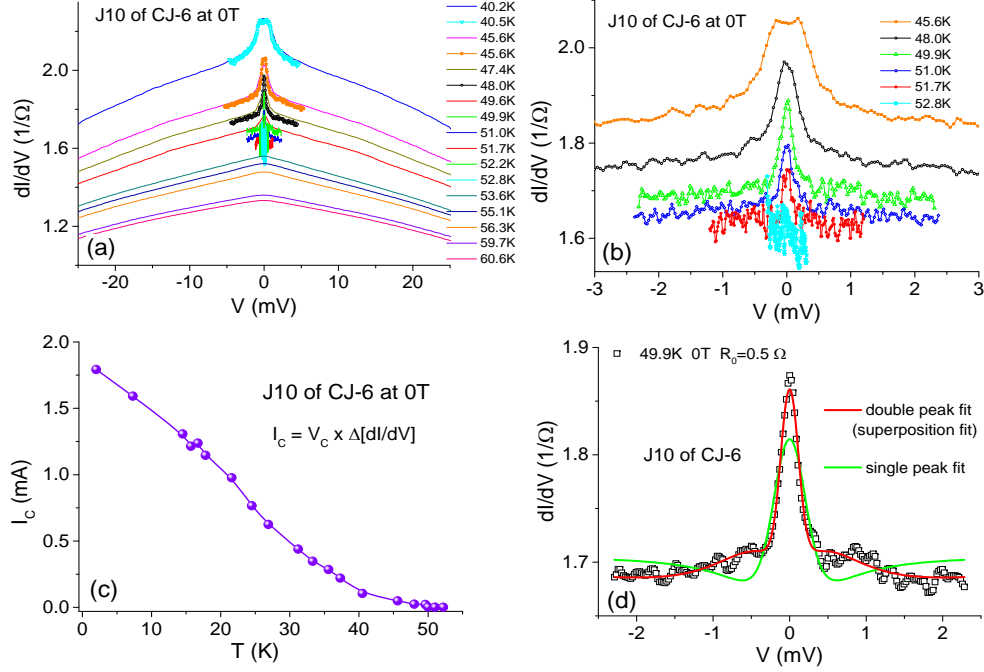 J10 of CJ-6 at 0T
40.2K
40.5K
45.6K
45.6K
47.4K
48.0K
49.6K
49.9K
51.0K
51.7K
52.2K
52.8K
53.6K
55.1K
56.3K
59.7K
60.6K
dI/dV (1/Ω)
2.0
1.6
1.2
(a)
-20
-10
0
10
20
V (mV)
J10 of CJ-6 at 0T
45.6K
48.0K
49.9K
51.0K
51.7K
52.8K
dI/dV (1/Ω)
2.0
1.8
1.6
(b)
-3
-2
-1
0
1
2
3
V (mV)
J10 of CJ-6 at 0T
I_C = V_C x Δ[dI/dV]
I_C (mA)
2.0
1.5
1.0
0.5
0.0
(c)
0
10
20
30
40
50
T (K)
49.9K 0T R_0=0.5 Ω
double peak fit
(superposition fit)
J10 of CJ-6
single peak fit
dI/dV (1/Ω)
1.9
1.8
1.7
(d)
-2
-1
0
1
2
V (mV)